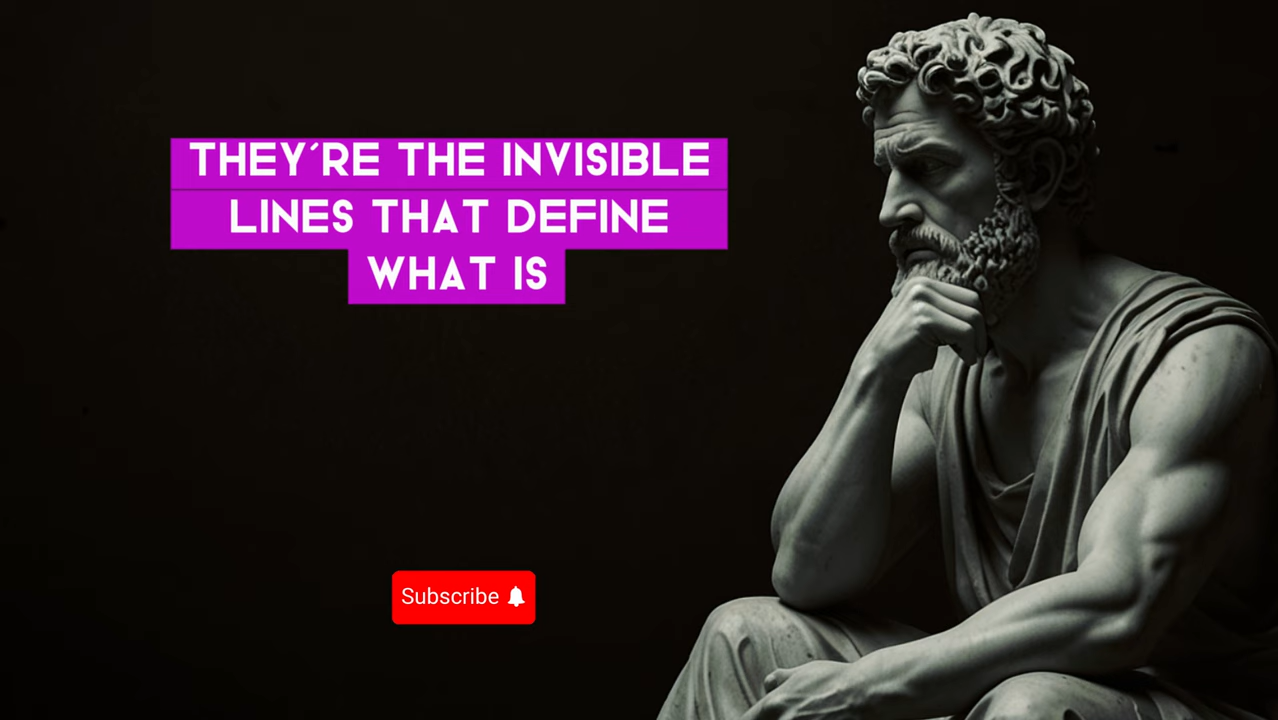 THEY´RE THE INVISIBLE
LINES THAT DEFINE
WHAT IS
Subscribe